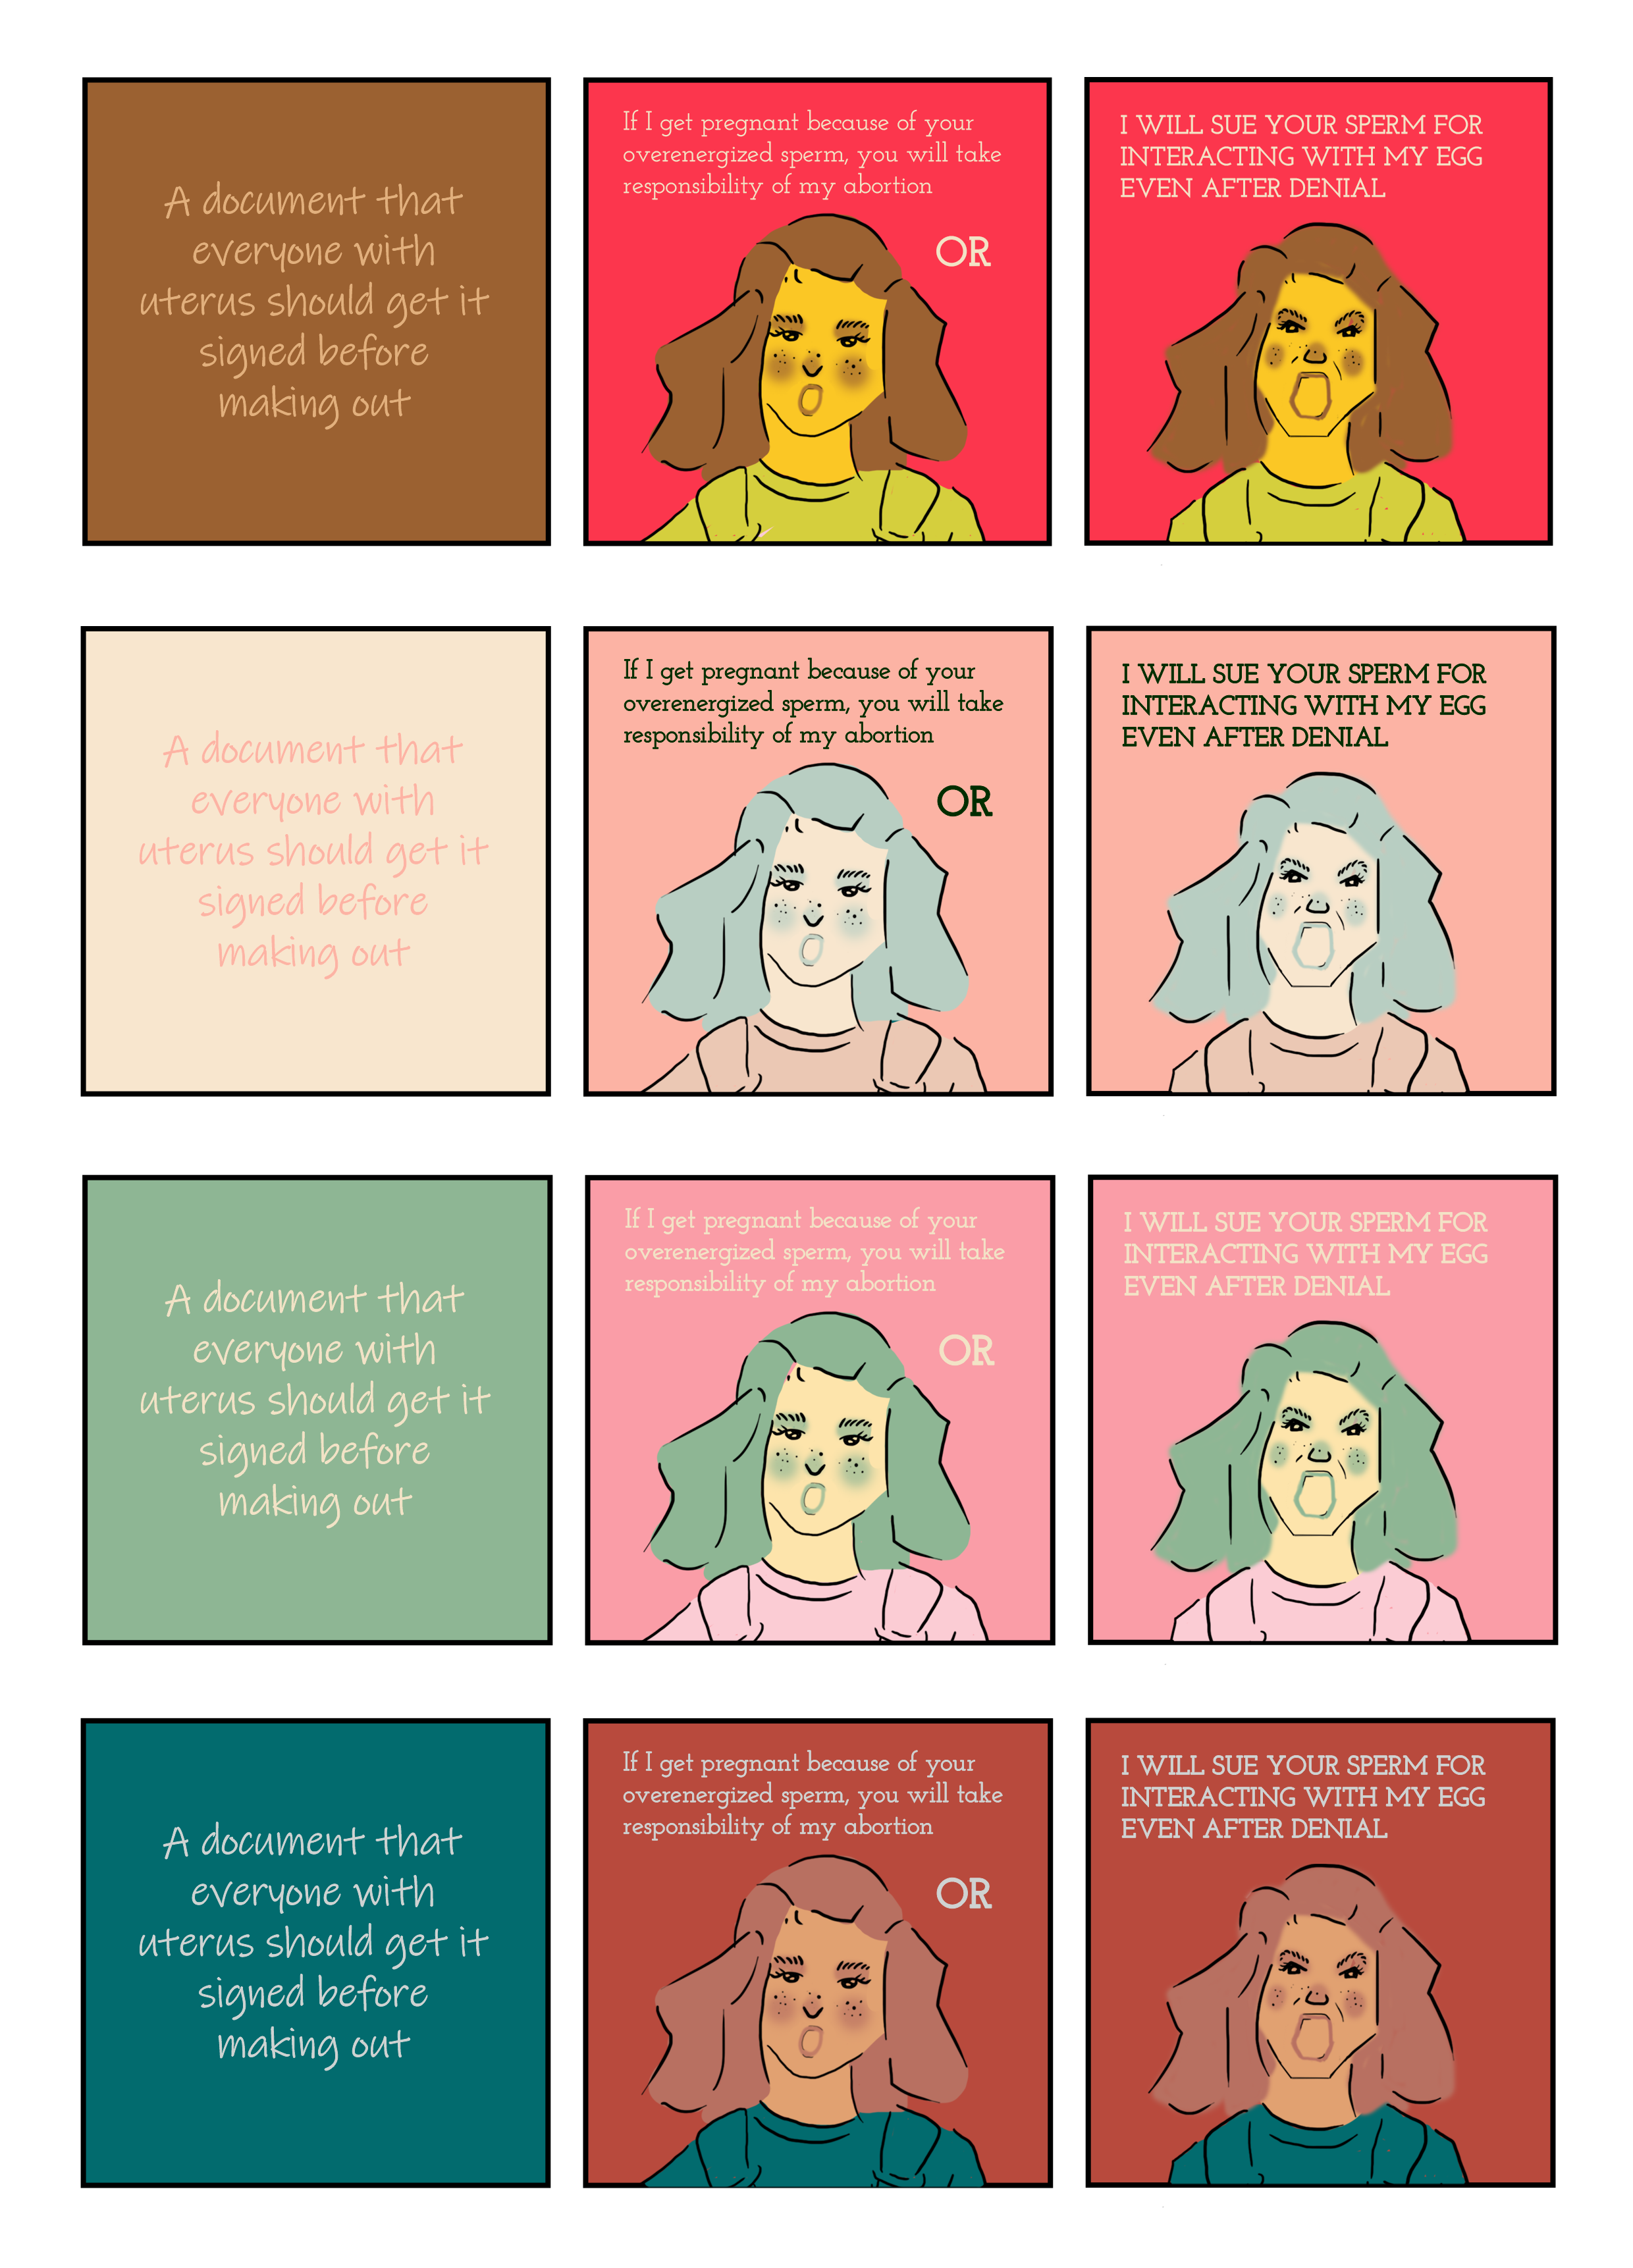 A document that
everyone with
uterus should get it
signed before
making out
If I get pregnant because of your
overenergized sperm, you will take
responsibility of my abortion
OR
I WILL SUE YOUR SPERM FOR
INTERACTING WITH MY EGG
EVEN AFTER DENIAL
A document that
everyone with
uterus should get it
signed before
making out
If I get pregnant because of your
overenergized sperm, you will take
responsibility of my abortion
OR
I WILL SUE YOUR SPERM FOR
INTERACTING WITH MY EGG
EVEN AFTER DENIAL
A document that
everyone with
uterus should get it
signed before
making out
If I get pregnant because of your
overenergized sperm, you will take
responsibility of my abortion
OR
I WILL SUE YOUR SPERM FOR
INTERACTING WITH MY EGG
EVEN AFTER DENIAL
A document that
everyone with
uterus should get it
signed before
making out
If I get pregnant because of your
overenergized sperm, you will take
responsibility of my abortion
OR
I WILL SUE YOUR SPERM FOR
INTERACTING WITH MY EGG
EVEN AFTER DENIAL